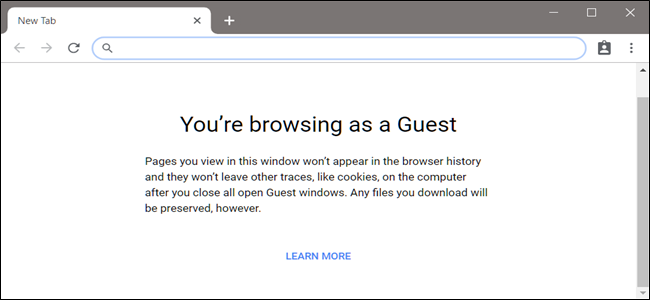 New Tab
You’re browsing as a Guest
Pages you view in this window won’t appear in the browser history
and they won’t leave other traces, like cookies, on the computer
after you close all open Guest windows. Any files you download will
be preserved, however.
LEARN MORE